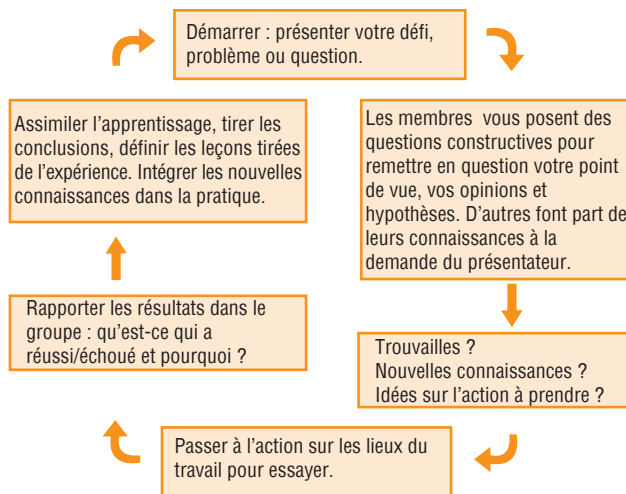 Démarrer : présenter votre défi,
problème ou question.
Les membres vous posent des
questions constructives pour
remettre en question votre point
de vue, vos opinions et
hypothèses. D’autres font part de
leurs connaissances à la
demande du présentateur.
Trouvailles ?
Nouvelles connaissances ?
Idées sur l’action à prendre ?
Passer à l’action sur les lieux du
travail pour essayer.
Rapporter les résultats dans le
groupe : qu’est-ce qui a
réussi/échoué et pourquoi ?
Assimiler l’apprentissage, tirer les
conclusions, définir les leçons tirées
de l’expérience. Intégrer les nouvelles
connaissances dans la pratique.